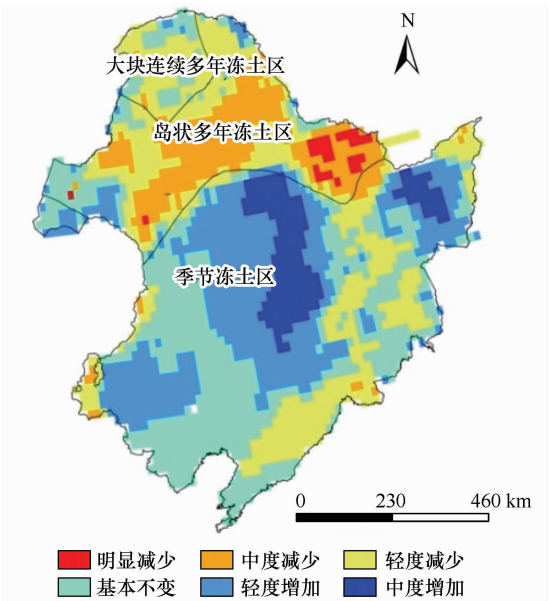 N
大块连续多年冻土区
岛状多年冻土区
季节冻土区
0 230 460 km
明显减少 中度减少 轻度减少
基本不变 轻度增加 中度增加